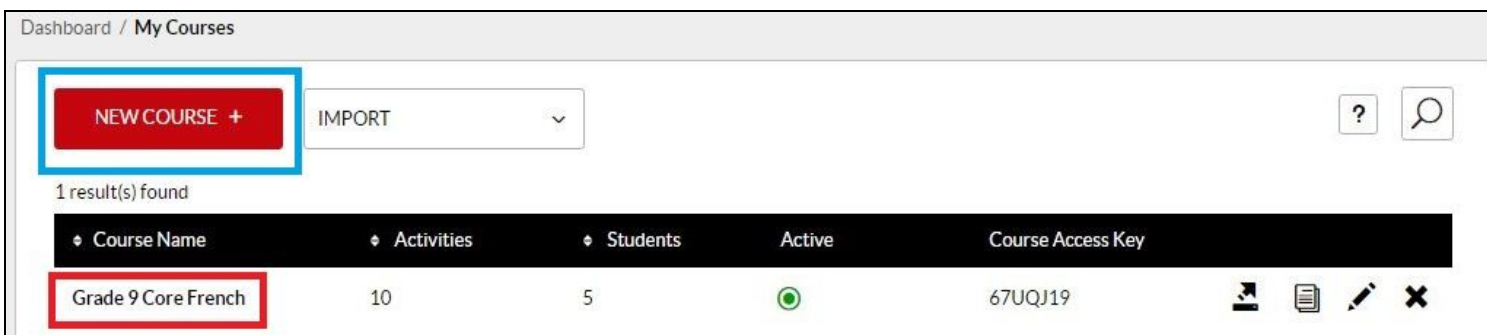 Dashboard / My Courses
NEW COURSE + IMPORT ?
1 result(s) found
Course Name Activities Students Active Course Access Key
Grade 9 Core French 10 5 67UQJ19